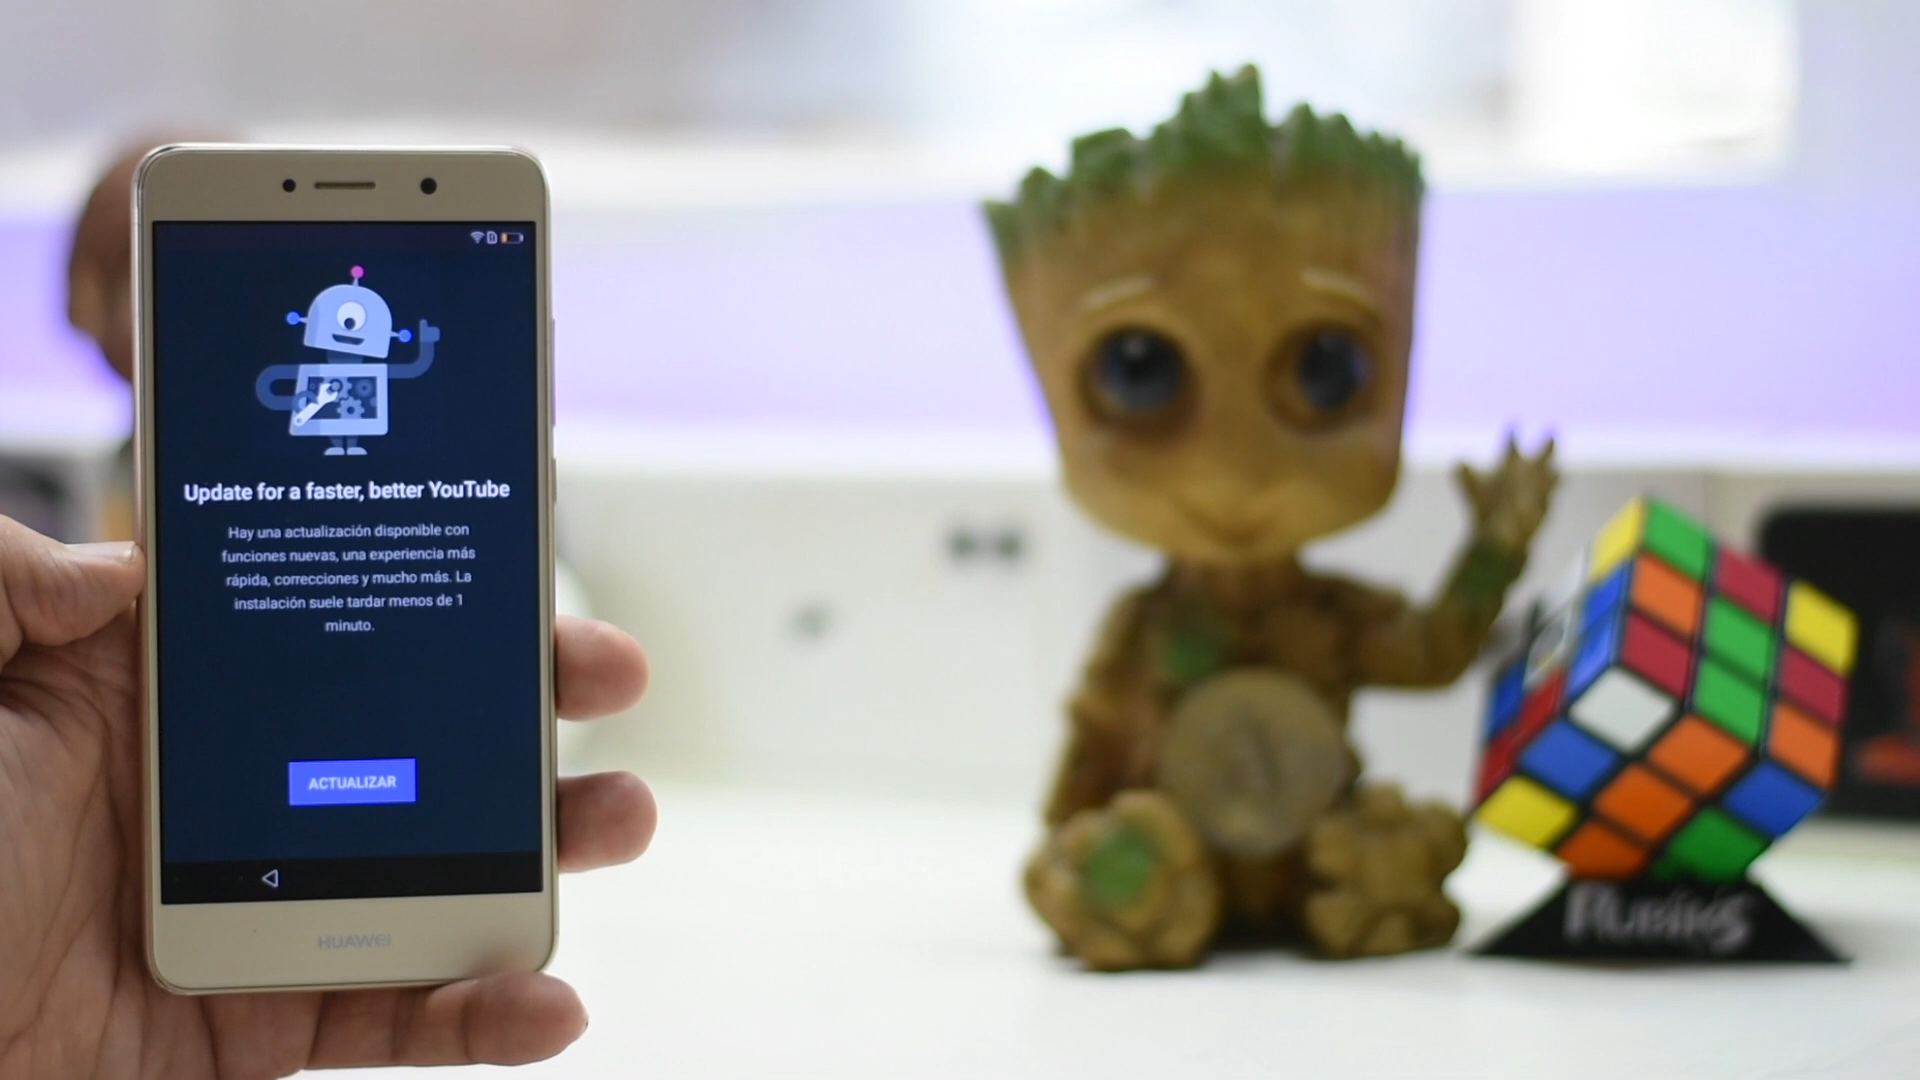 Update for a faster, better YouTube
Hay una actualización disponible con
funciones nuevas, una experiencia más
rápida, correcciones y mucho más. La
instalación suele tardar menos de 1
minuto.
ACTUALIZAR
HUAWEI
Rubik's